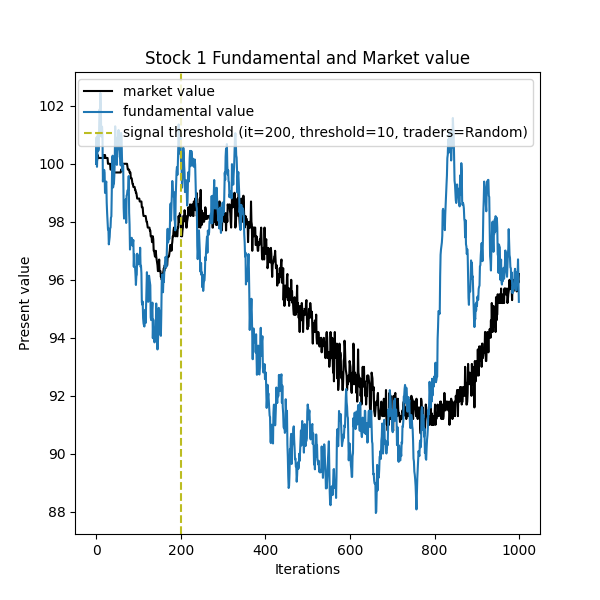 Stock 1 Fundamental and Market value
market value
fundamental value
signal threshold (it=200, threshold=10, traders=Random)
Present value
102
100
98
96
94
92
90
88
0 200 400 600 800 1000
Iterations